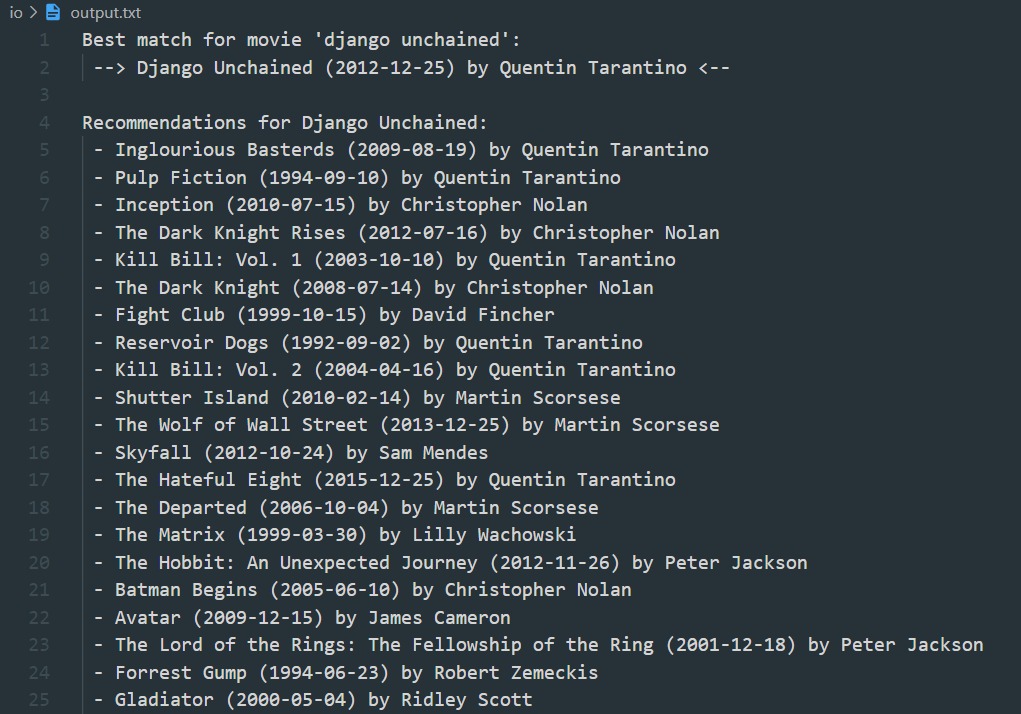 io > output.txt
1 Best match for movie 'django unchained':
2 --> Django Unchained (2012-12-25) by Quentin Tarantino <--
3
4 Recommendations for Django Unchained:
5 - Inglourious Basterds (2009-08-19) by Quentin Tarantino
6 - Pulp Fiction (1994-09-10) by Quentin Tarantino
7 - Inception (2010-07-15) by Christopher Nolan
8 - The Dark Knight Rises (2012-07-16) by Christopher Nolan
9 - Kill Bill: Vol. 1 (2003-10-10) by Quentin Tarantino
10 - The Dark Knight (2008-07-14) by Christopher Nolan
11 - Fight Club (1999-10-15) by David Fincher
12 - Reservoir Dogs (1992-09-02) by Quentin Tarantino
13 - Kill Bill: Vol. 2 (2004-04-16) by Quentin Tarantino
14 - Shutter Island (2010-02-14) by Martin Scorsese
15 - The Wolf of Wall Street (2013-12-25) by Martin Scorsese
16 - Skyfall (2012-10-24) by Sam Mendes
17 - The Hateful Eight (2015-12-25) by Quentin Tarantino
18 - The Departed (2006-10-04) by Martin Scorsese
19 - The Matrix (1999-03-30) by Lilly Wachowski
20 - The Hobbit: An Unexpected Journey (2012-11-26) by Peter Jackson
21 - Batman Begins (2005-06-10) by Christopher Nolan
22 - Avatar (2009-12-15) by James Cameron
23 - The Lord of the Rings: The Fellowship of the Ring (2001-12-18) by Peter Jackson
24 - Forrest Gump (1994-06-23) by Robert Zemeckis
25 - Gladiator (2000-05-04) by Ridley Scott